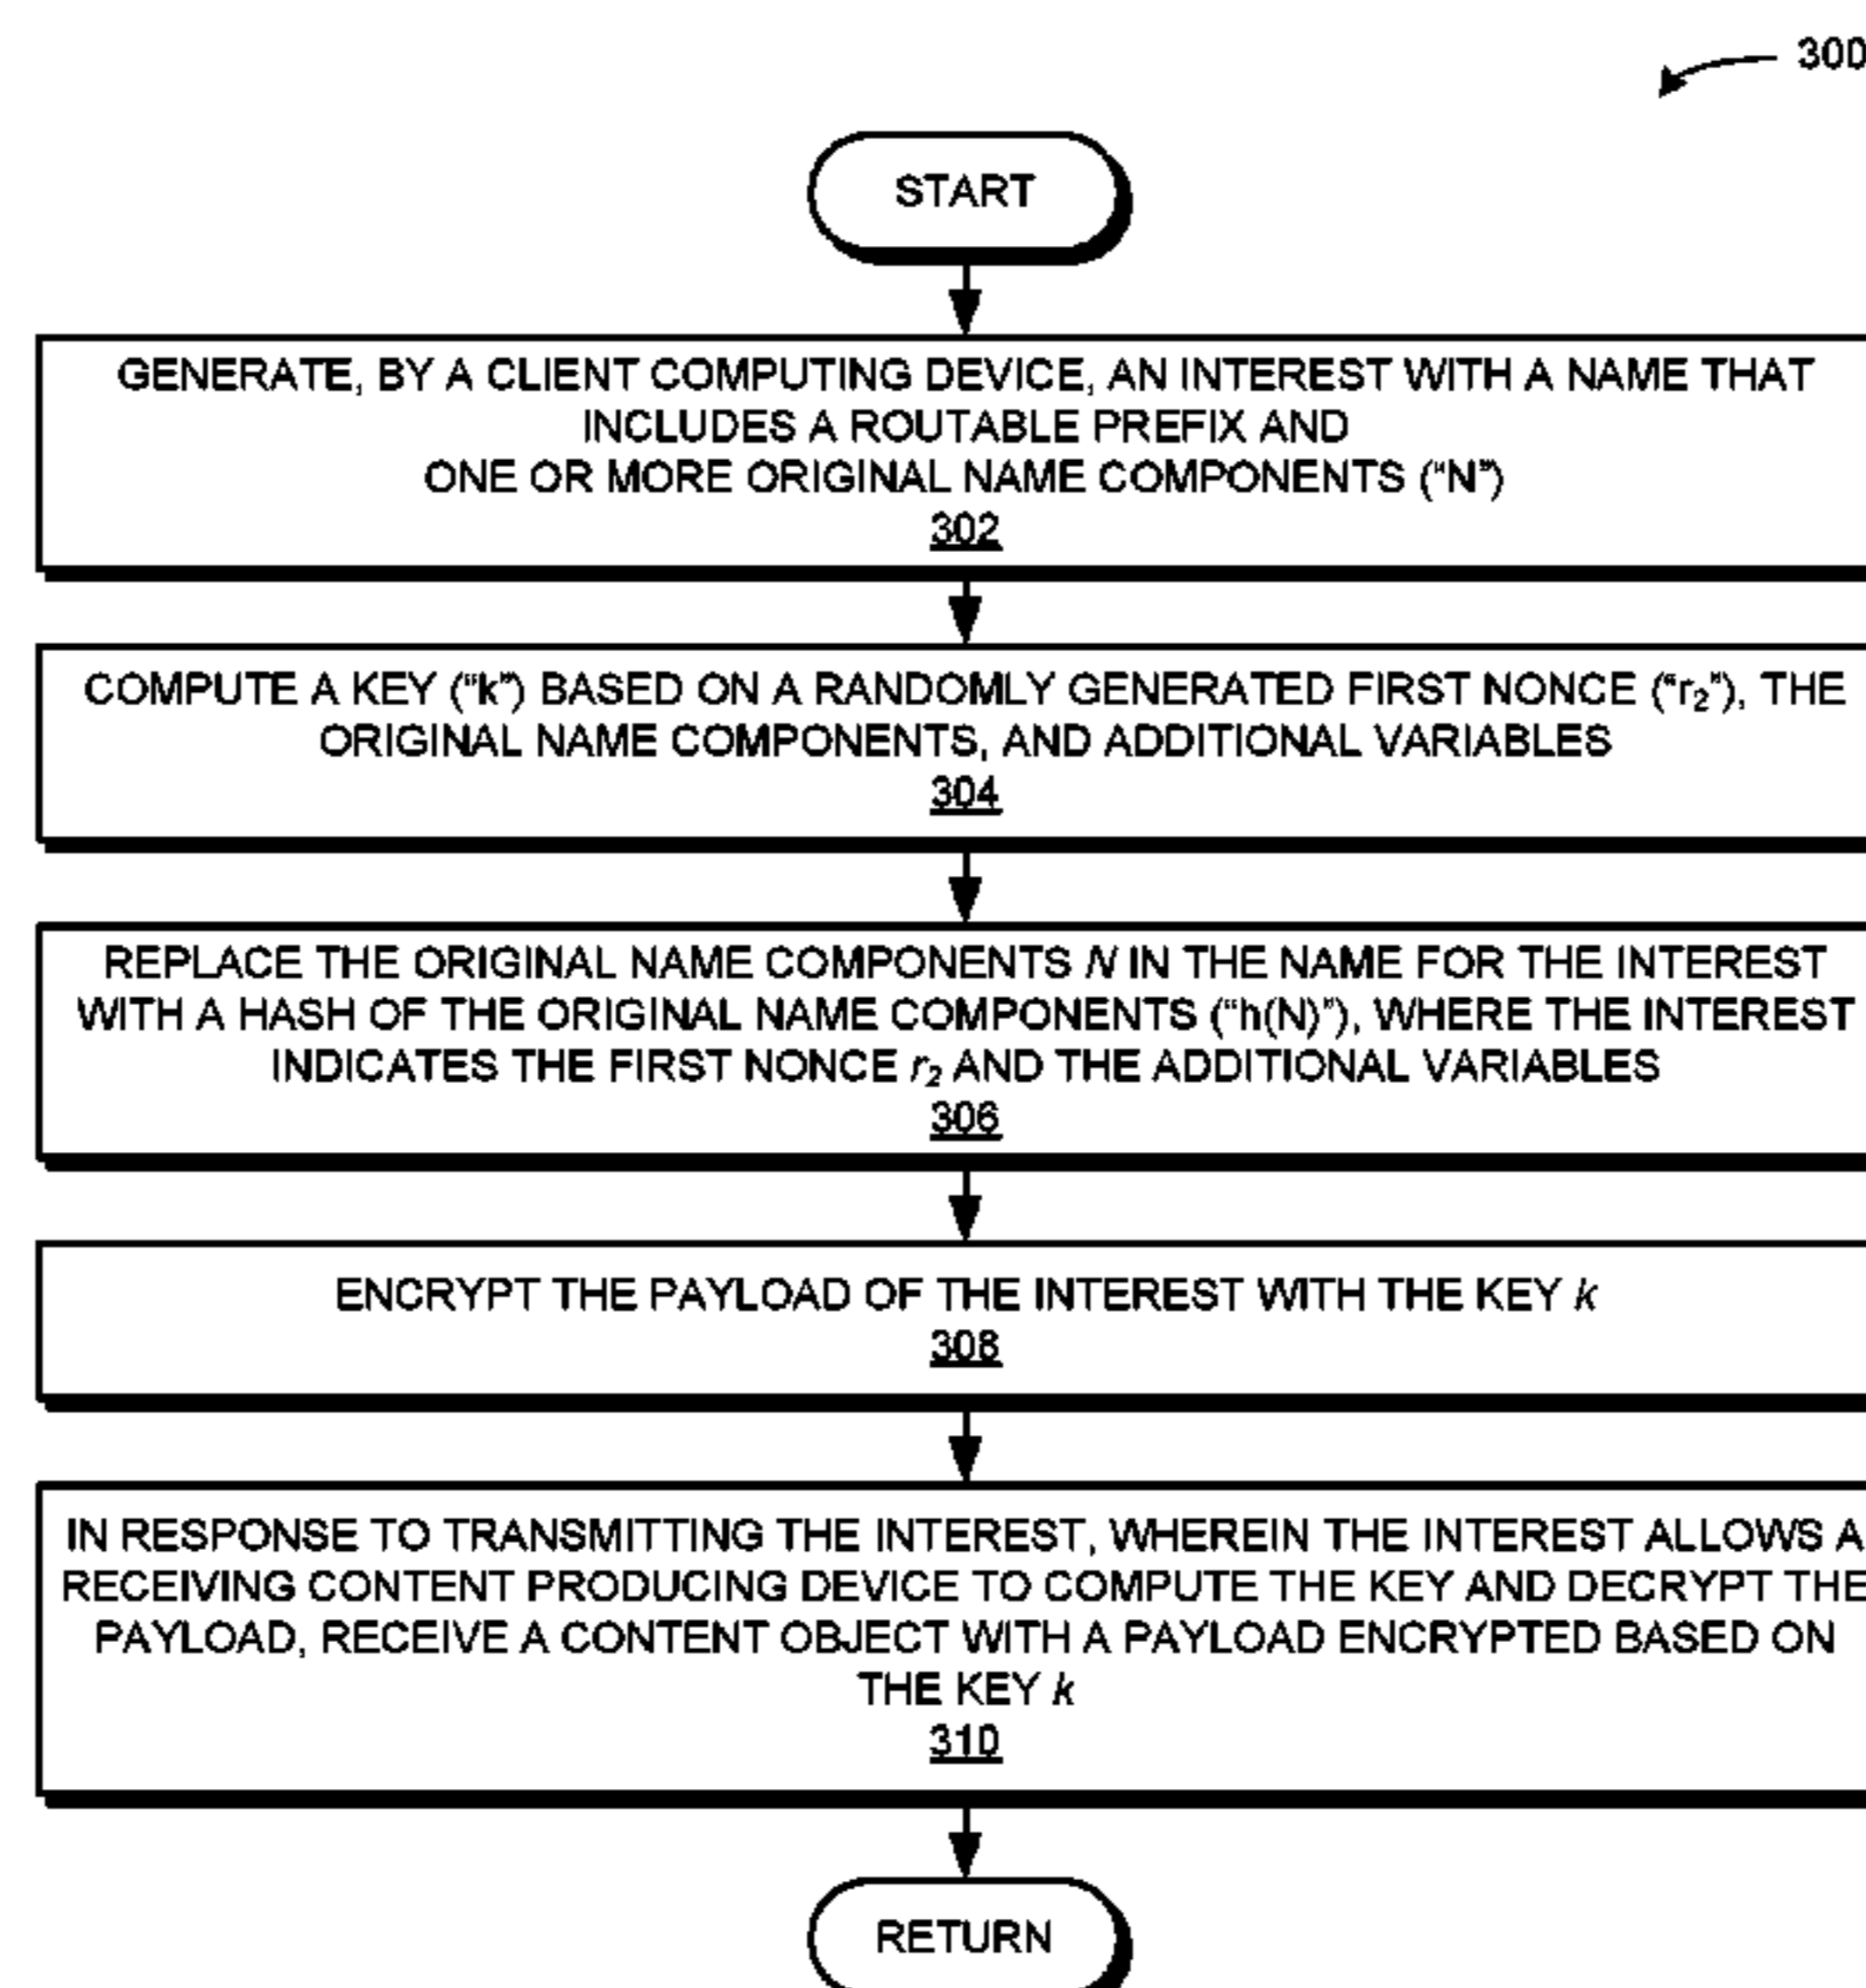 300
START
GENERATE, BY A CLIENT COMPUTING DEVICE, AN INTEREST WITH A NAME THAT
INCLUDES A ROUTABLE PREFIX AND
ONE OR MORE ORIGINAL NAME COMPONENTS (“N”)
302
COMPUTE A KEY (“k”) BASED ON A RANDOMLY GENERATED FIRST NONCE (“r₂”), THE
ORIGINAL NAME COMPONENTS, AND ADDITIONAL VARIABLES
304
REPLACE THE ORIGINAL NAME COMPONENTS N IN THE NAME FOR THE INTEREST
WITH A HASH OF THE ORIGINAL NAME COMPONENTS (“h(N)”), WHERE THE INTEREST
INDICATES THE FIRST NONCE r₂ AND THE ADDITIONAL VARIABLES
306
ENCRYPT THE PAYLOAD OF THE INTEREST WITH THE KEY k
308
IN RESPONSE TO TRANSMITTING THE INTEREST, WHEREIN THE INTEREST ALLOWS A
RECEIVING CONTENT PRODUCING DEVICE TO COMPUTE THE KEY AND DECRYPT THE
PAYLOAD, RECEIVE A CONTENT OBJECT WITH A PAYLOAD ENCRYPTED BASED ON
THE KEY k
310
RETURN